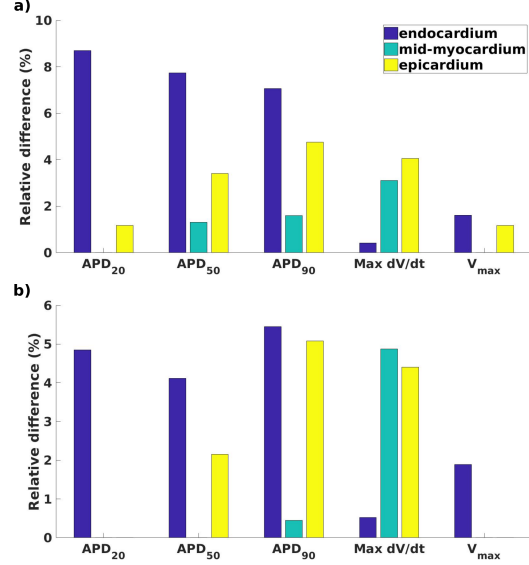 a)
10
8
6
4
2
0
Relative difference (%)
endocardium
mid-myocardium
epicardium
APD20 APD50 APD90 Max dV/dt Vmax
b)
6
5
4
3
2
1
0
Relative difference (%)
APD20 APD50 APD90 Max dV/dt Vmax